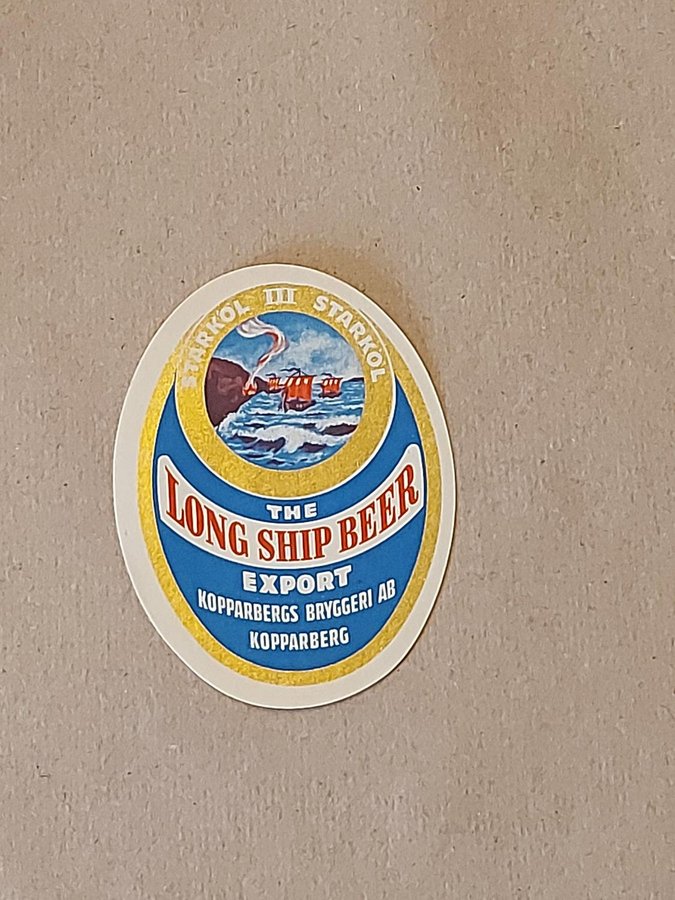 STARKÖL III STARKÖL
THE
LONG SHIP BEER
EXPORT
KOPPARBERGS BRYGGERI AB
KOPPARBERG